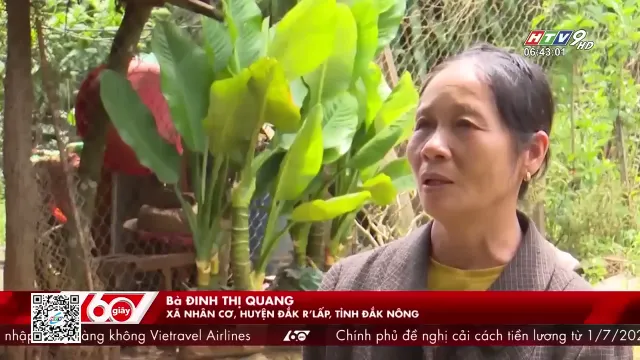 HTV9 HD
06:43:01
Bà ĐINH THỊ QUANG
60 giây
XÃ NHÂN CƠ, HUYỆN ĐẮK R'LẤP, TỈNH ĐẮK NÔNG
nhập àng không Vietravel Airlines Chính phủ đề nghị cải cách tiền lương từ 1/7/202